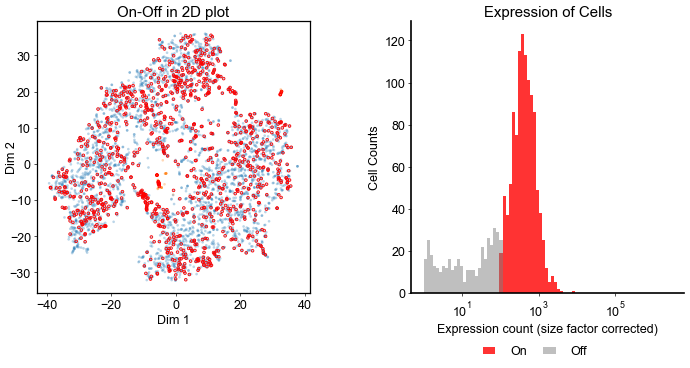 On-Off in 2D plot
Dim 2
30
20
10
0
−10
−20
−30
−40
−20
0
20
40
Dim 1
Expression of Cells
Cell Counts
120
100
80
60
40
20
0
10¹
10³
10⁵
Expression count (size factor corrected)
On
Off